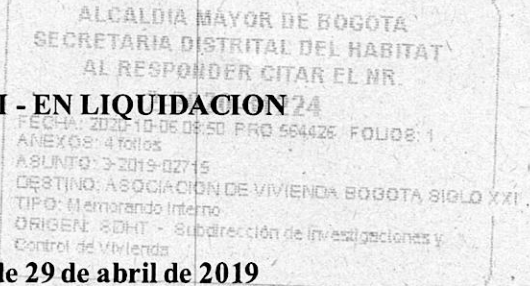 ALCALDIA MAYOR DE BOGOTA
SECRETARIA DISTRITAL DEL HABITAT
AL RESPONDER CITAR EL NR.
I - EN LIQUIDACION
224
FECHA: 2020-10-06 08:50 PRO 564426 FOLIOS: 1
ANEXOS: 4 folios
ASUNTO: 3-2019-02715
DESTINO: ASOCIACION DE VIVIENDA BOGOTA SIGLO XXI
TIPO: Memorando Interno
ORIGEN: SDHT - Subdirección de Investigaciones y
Control de Vivienda
de 29 de abril de 2019